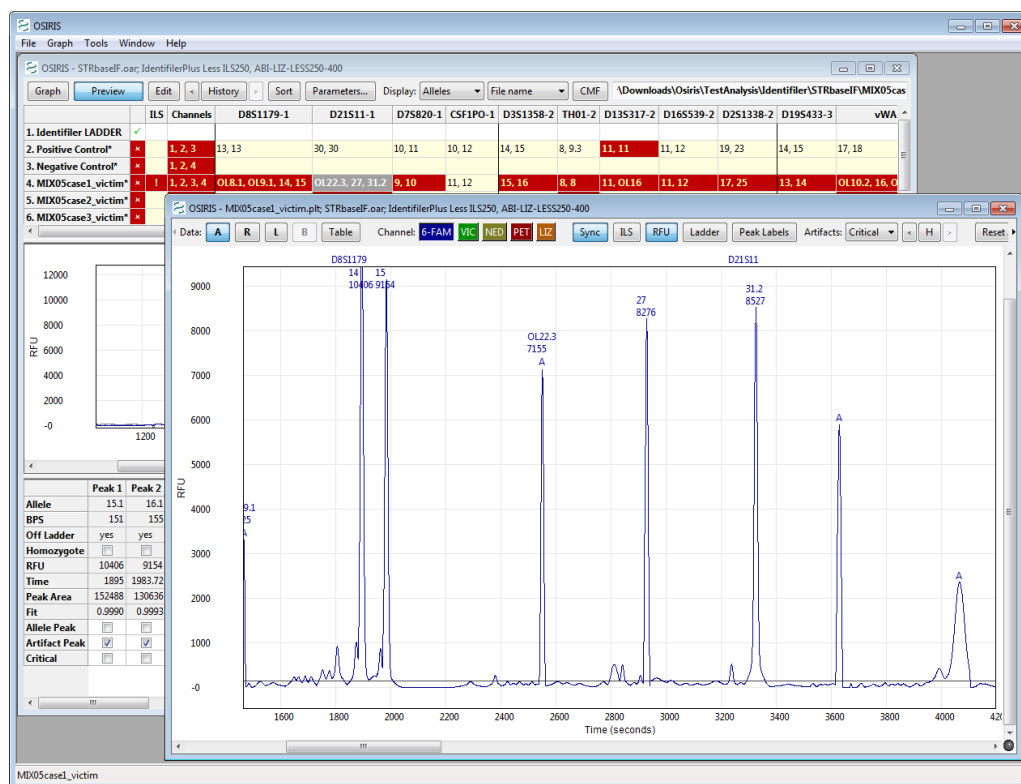 OSIRIS
File Graph Tools Window Help
OSIRIS - STRbaseIF.oar; IdentifilerPlus Less ILS250, ABI-LIZ-LESS250-400
Graph Preview Edit < History > Sort Parameters... Display: Alleles File name CMF \Downloads\Osiris\TestAnalysis\Identifiler\STRbaseIF\MIX05cas
ILS Channels D8S1179-1 D21S11-1 D7S820-1 CSF1PO-1 D3S1358-2 TH01-2 D13S317-2 D16S539-2 D2S1338-2 D19S433-3 vWA
1. Identifiler LADDER
2. Positive Control* 1, 2, 3 13, 13 30, 30 10, 11 10, 12 14, 15 8, 9.3 11, 11 11, 12 19, 23 14, 15 17, 18
3. Negative Control* 1, 2, 4
4. MIX05case1_victim* ! 1, 2, 3, 4 OL8.1, OL9.1, 14, 15 OL22.3, 27, 31.2 9, 10 11, 12 15, 16 8, 8 11, OL16 11, 12 17, 25 13, 14 OL10.2, 16, O
5. MIX05case2_victim*
6. MIX05case3_victim*
OSIRIS - MIX05case1_victim.plt; STRbaseIF.oar; IdentifilerPlus Less ILS250, ABI-LIZ-LESS250-400
Data: A R L B Table Channel: 6-FAM VIC NED PET LIZ Sync ILS RFU Ladder Peak Labels Artifacts: Critical < H > Reset
D8S1179 D21S11
14 15
10406 9164
27
8276
31.2
8527
OL22.3
7155
A
A
9.1
A
A
9000
8000
7000
6000
5000
4000
3000
2000
1000
-0
RFU
1600 1800 2000 2200 2400 2600 2800 3000 3200 3400 3600 3800 4000 420
Time (seconds)
12000
10000
8000
6000
4000
2000
-0
RFU
1200
Peak 1 Peak 2
Allele 15.1 16.1
BPS 151 155
Off Ladder yes yes
Homozygote
RFU 10406 9154
Time 1895 1983.72
Peak Area 152488 130636
Fit 0.9990 0.9993
Allele Peak
Artifact Peak
Critical
MIX05case1_victim